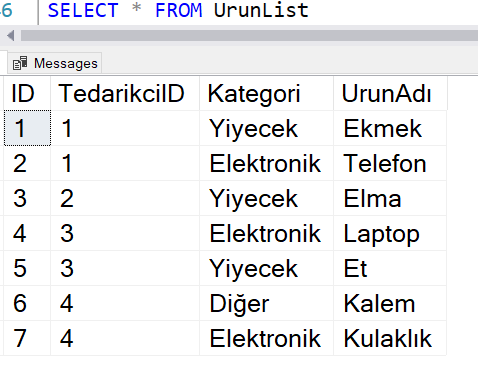 46 SELECT * FROM UrunList
Messages
ID TedarikciID Kategori UrunAdı
1 1 Yiyecek Ekmek
2 1 Elektronik Telefon
3 2 Yiyecek Elma
4 3 Elektronik Laptop
5 3 Yiyecek Et
6 4 Diğer Kalem
7 4 Elektronik Kulaklık